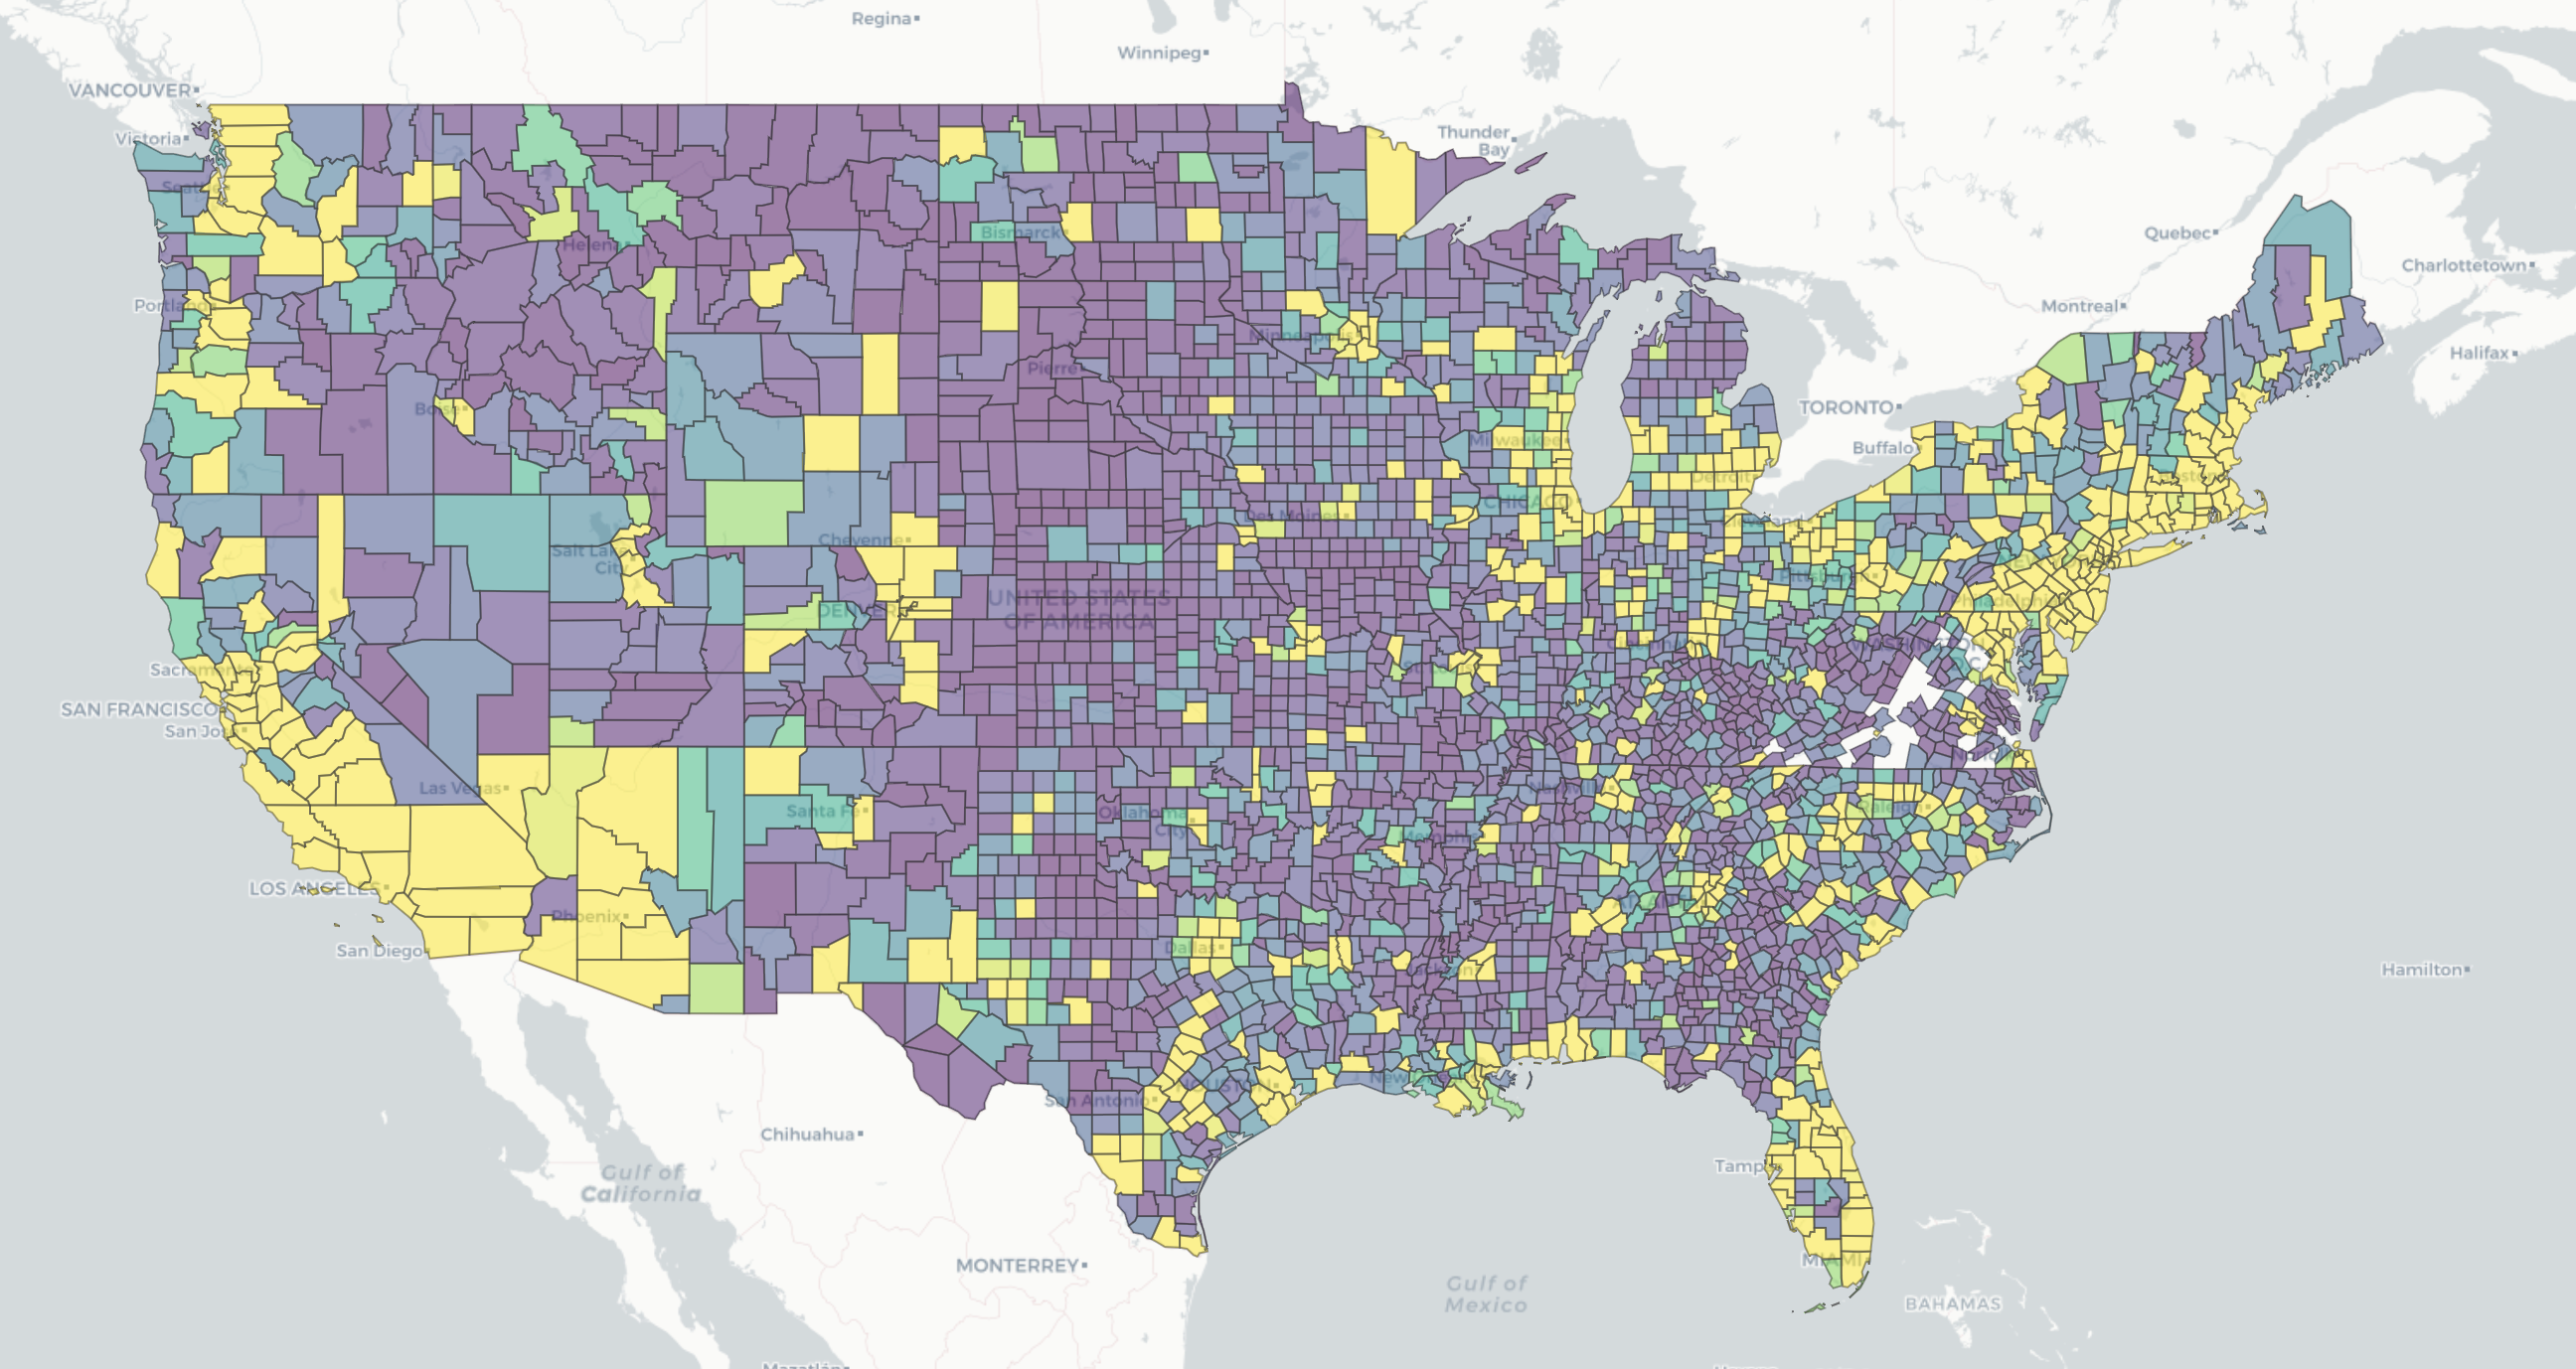 Regina
Winnipeg
VANCOUVER
Victoria
Thunder
Bay
Seattle
Quebec
Charlottetown
Bismarck
Helena
Montreal
Portland
Minneapolis
Halifax
Pierre
Boise
TORONTO
Milwaukee
Buffalo
Detroit
Boston
CHICAGO
Des Moines
Cleveland
Cheyenne
Salt Lake
City
NEW YORK
Pittsburgh
UNITED STATES
OF AMERICA
DENVER
Philadelphia
Cincinnati
WASHINGTON
D.C.
Sacramento
St Louis
SAN FRANCISCO
San Jose
Norfolk
Las Vegas
Nashville
Santa Fe
Oklahoma
City
Raleigh
Memphis
LOS ANGELES
Phoenix
ATLANTA
San Diego
Dallas
Jackson
Hamilton
New Orleans
HOUSTON
San Antonio
Chihuahua
Tampa
Gulf of
California
MONTERREY
MIAMI
Gulf of
Mexico
BAHAMAS